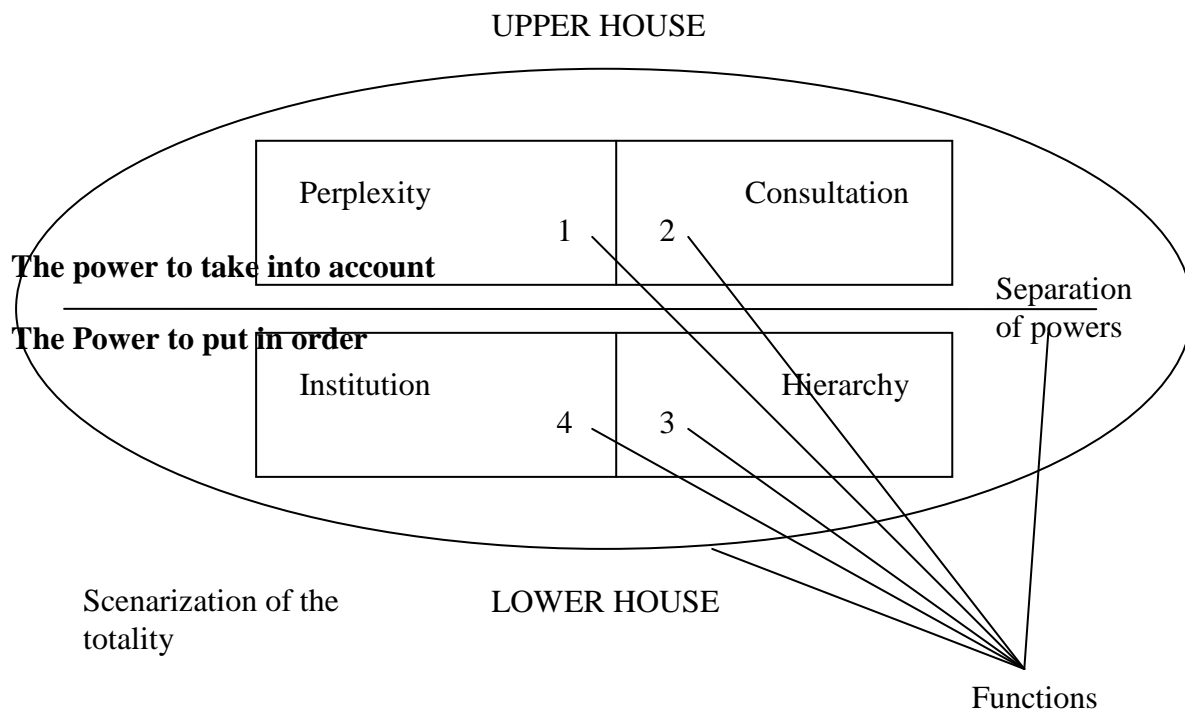 UPPER HOUSE
Perplexity
Consultation
1
2
The power to take into account
Separation
of powers
The Power to put in order
Institution
Hierarchy
4
3
Scenarization of the
totality
LOWER HOUSE
Functions